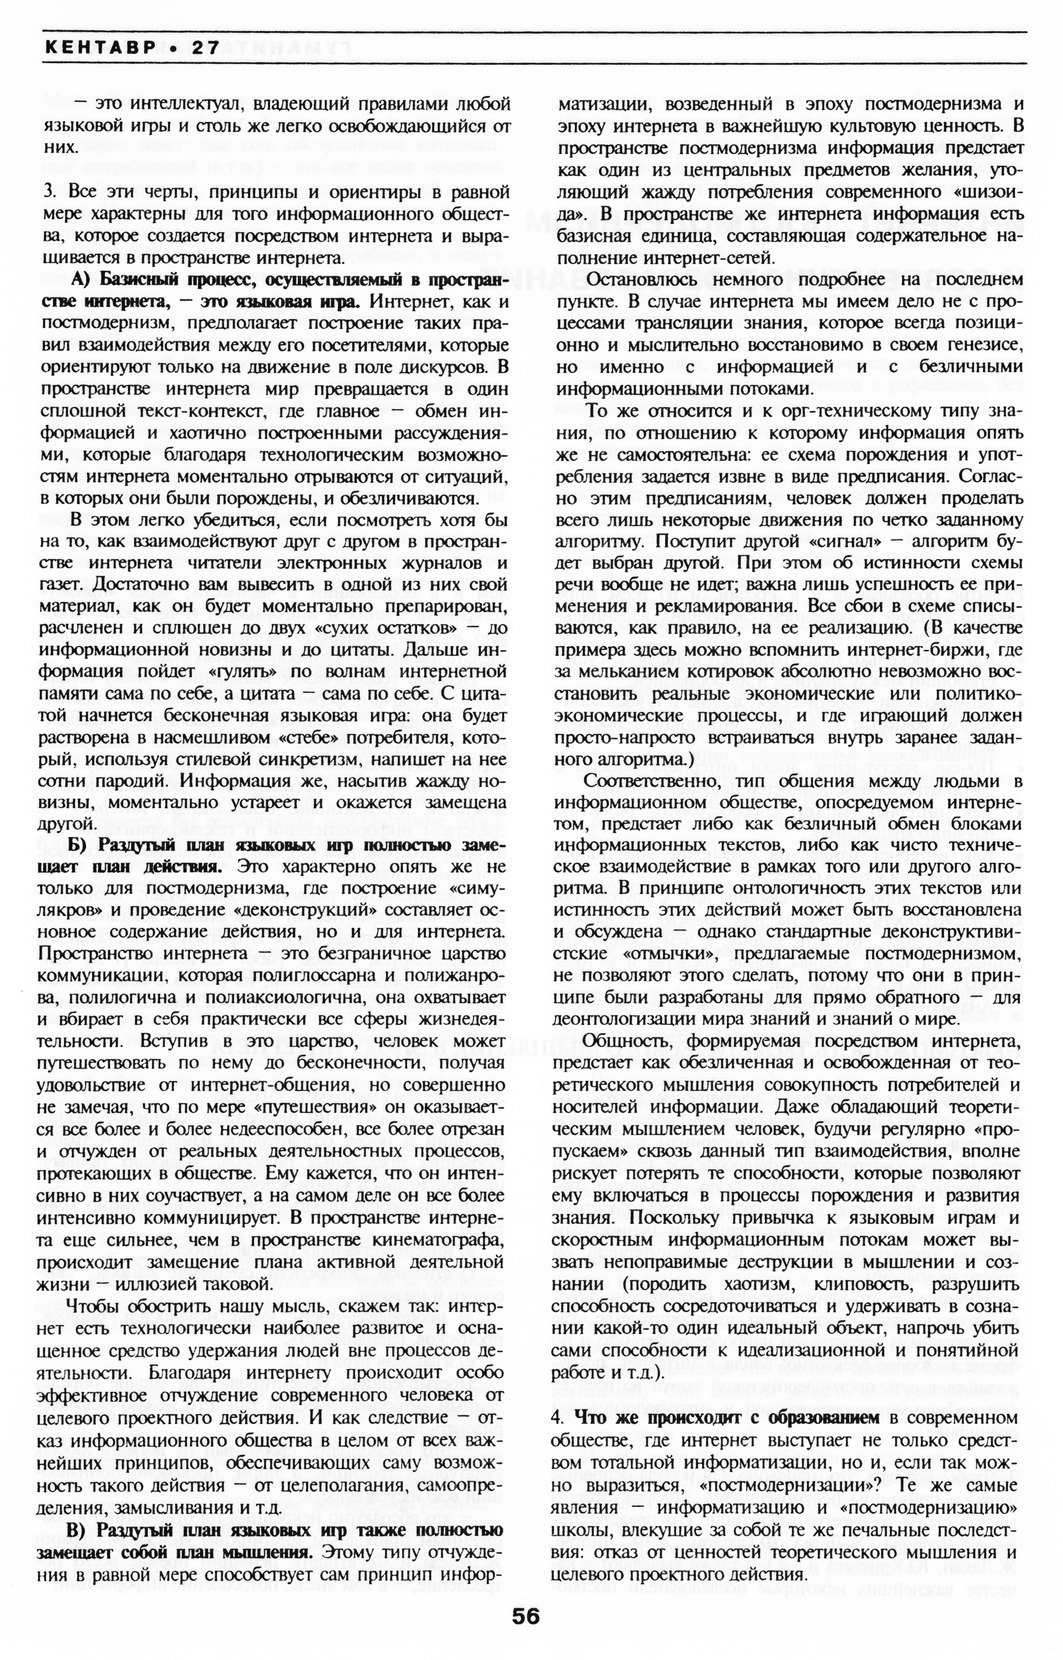 КЕНТАВР • 27
— это интеллектуал, владеющий правилами любой
языковой игры и столь же легко освобождающийся от
них.
3. Все эти черты, принципы и ориентиры в равной
мере характерны для того информационного общест-
ва, которое создается посредством интернета и выра-
щивается в пространстве интернета.
А) Базисный процесс, осуществляемый в простран-
стве интернета, — это языковая игра. Интернет, как и
постмодернизм, предполагает построение таких пра-
вил взаимодействия между его посетителями, которые
ориентируют только на движение в поле дискурсов. В
пространстве интернета мир превращается в один
сплошной текст-контекст, где главное — обмен ин-
формацией и хаотично построенными рассуждения-
ми, которые благодаря технологическим возможно-
стям интернета моментально отрываются от ситуаций,
в которых они были порождены, и обезличиваются.
В этом легко убедиться, если посмотреть хотя бы
на то, как взаимодействуют друг с другом в простран-
стве интернета читатели электронных журналов и
газет. Достаточно вам вывесить в одной из них свой
материал, как он будет моментально препарирован,
расчленен и сплющен до двух «сухих остатков» — до
информационной новизны и до цитаты. Дальше ин-
формация пойдет «гулять» по волнам интернетной
памяти сама по себе, а цитата — сама по себе. С цита-
той начнется бесконечная языковая игра: она будет
растворена в насмешливом «стебе» потребителя, кото-
рый, используя стилевой синкретизм, напишет на нее
сотни пародий. Информация же, насытив жажду но-
визны, моментально устареет и окажется замещена
другой.
Б) Раздутый план языковых игр полностью заме-
щает план действия. Это характерно опять же не
только для постмодернизма, где построение «симу-
лякров» и проведение «деконструкций» составляет ос-
новное содержание действия, но и для интернета.
Пространство интернета — это безграничное царство
коммуникации, которая полиглоссарна и полижанро-
ва, полилогична и полиаксиологична, она охватывает
и вбирает в себя практически все сферы жизнедея-
тельности. Вступив в это царство, человек может
путешествовать по нему до бесконечности, получая
удовольствие от интернет-общения, но совершенно
не замечая, что по мере «путешествия» он оказывает-
ся все более и более недееспособен, все более отрезан
и отчужден от реальных деятельностных процессов,
протекающих в обществе. Ему кажется, что он интен-
сивно в них соучаствует, а на самом деле он все более
интенсивно коммуницирует. В пространстве интерне-
та еще сильнее, чем в пространстве кинематографа,
происходит замещение плана активной деятельной
жизни — иллюзией таковой.
Чтобы обострить нашу мысль, скажем так: интер-
нет есть технологически наиболее развитое и осна-
щенное средство удержания людей вне процессов де-
ятельности. Благодаря интернету происходит особо
эффективное отчуждение современного человека от
целевого проектного действия. И как следствие — от-
каз информационного общества в целом от всех важ-
нейших принципов, обеспечивающих саму возмож-
ность такого действия — от целеполагания, самоопре-
деления, замысливания и т.д.
В) Раздутый план языковых игр также полностью
замещает собой план мышления. Этому типу отчужде-
ния в равной мере способствует сам принцип инфор-
матизации, возведенный в эпоху постмодернизма и
эпоху интернета в важнейшую культовую ценность. В
пространстве постмодернизма информация предстает
как один из центральных предметов желания, уто-
ляющий жажду потребления современного «шизои-
да». В пространстве же интернета информация есть
базисная единица, составляющая содержательное на-
полнение интернет-сетей.
Остановлюсь немного подробнее на последнем
пункте. В случае интернета мы имеем дело не с про-
цессами трансляции знания, которое всегда позици-
онно и мыслительно восстановимо в своем генезисе,
но именно с информацией и с безличными
информационными потоками.
То же относится и к орг-техническому типу зна-
ния, по отношению к которому информация опять
же не самостоятельна: ее схема порождения и упот-
ребления задается извне в виде предписания. Соглас-
но этим предписаниям, человек должен проделать
всего лишь некоторые движения по четко заданному
алгоритму. Поступит другой «сигнал» — алгоритм бу-
дет выбран другой. При этом об истинности схемы
речи вообще не идет; важна лишь успешность ее при-
менения и рекламирования. Все сбои в схеме списы-
ваются, как правило, на ее реализацию. (В качестве
примера здесь можно вспомнить интернет-биржи, где
за мельканием котировок абсолютно невозможно вос-
становить реальные экономические или политико-
экономические процессы, и где играющий должен
просто-напросто встраиваться внутрь заранее задан-
ного алгоритма.)
Соответственно, тип общения между людьми в
информационном обществе, опосредуемом интерне-
том, предстает либо как безличный обмен блоками
информационных текстов, либо как чисто техниче-
ское взаимодействие в рамках того или другого алго-
ритма. В принципе онтологичность этих текстов или
истинность этих действий может быть восстановлена
и обсуждена — однако стандартные деконструктиви-
стские «отмычки», предлагаемые постмодернизмом,
не позволяют этого сделать, потому что они в прин-
ципе были разработаны для прямо обратного — для
деонтологизации мира знаний и знаний о мире.
Общность, формируемая посредством интернета,
предстает как обезличенная и освобожденная от тео-
ретического мышления совокупность потребителей и
носителей информации. Даже обладающий теорети-
ческим мышлением человек, будучи регулярно «про-
пускаем» сквозь данный тип взаимодействия, вполне
рискует потерять те способности, которые позволяют
ему включаться в процессы порождения и развития
знания. Поскольку привычка к языковым играм и
скоростным информационным потокам может вы-
звать непоправимые деструкции в мышлении и соз-
нании (породить хаотизм, клиповость, разрушить
способность сосредоточиваться и удерживать в созна-
нии какой-то один идеальный объект, напрочь убить
сами способности к идеализационной и понятийной
работе и т.д.).
4. Что же происходит с образованием в современном
обществе, где интернет выступает не только средст-
вом тотальной информатизации, но и, если так мож-
но выразиться, «постмодернизации»? Те же самые
явления — информатизацию и «постмодернизацию»
школы, влекущие за собой те же печальные последст-
вия: отказ от ценностей теоретического мышления и
целевого проектного действия.
56